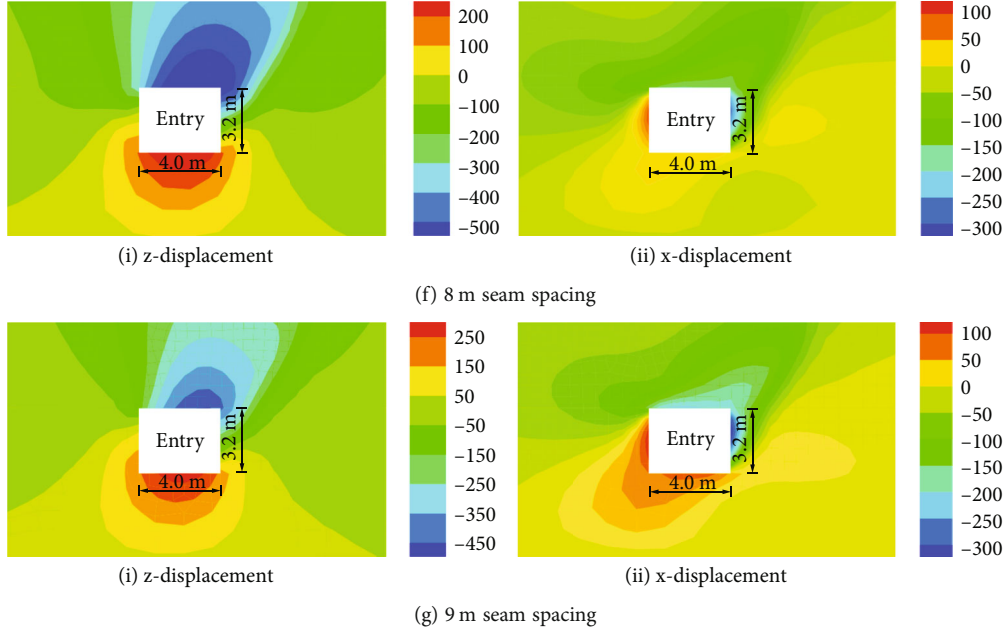 200
100
0
−100
−200
−300
−400
−500
Entry
3.2 m
4.0 m
(i) z-displacement
100
50
0
−50
−100
−150
−200
−250
−300
Entry
3.2 m
4.0 m
(ii) x-displacement
(f) 8 m seam spacing
250
150
50
−50
−150
−250
−350
−450
Entry
3.2 m
4.0 m
(i) z-displacement
100
50
0
−50
−100
−150
−200
−250
−300
Entry
3.2 m
4.0 m
(ii) x-displacement
(g) 9 m seam spacing